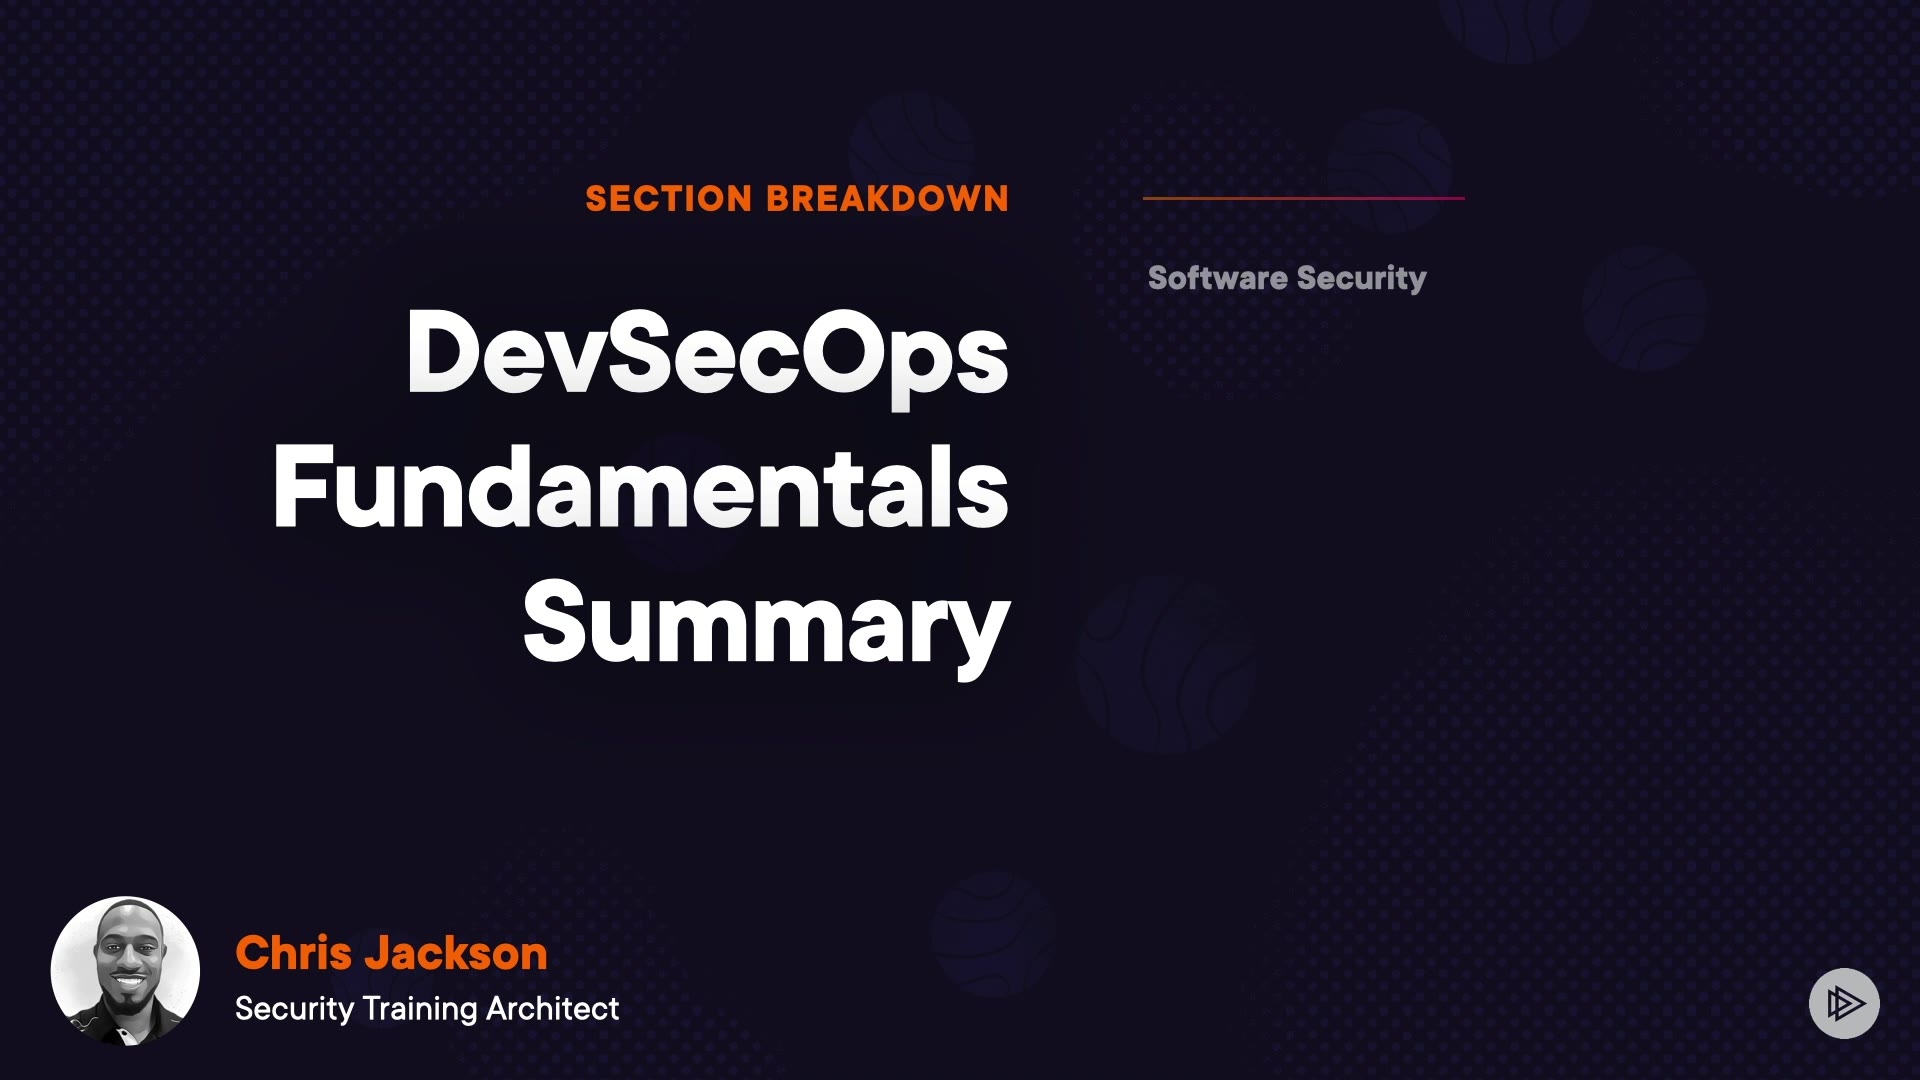 SECTION BREAKDOWN
DevSecOps
Fundamentals
Summary
Software Security
Chris Jackson
Security Training Architect